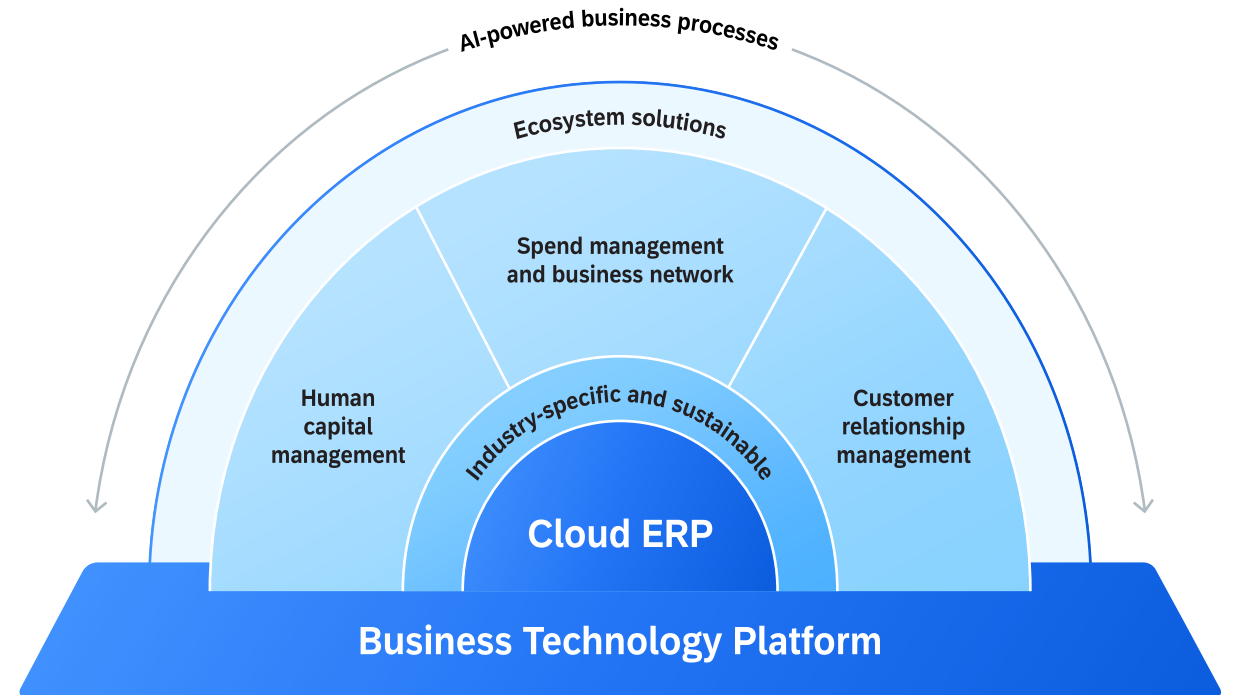 AI-powered business processes
Ecosystem solutions
Spend management
and business network
Human
capital
management
Customer
relationship
management
Industry-specific and sustainable
Cloud ERP
Business Technology Platform